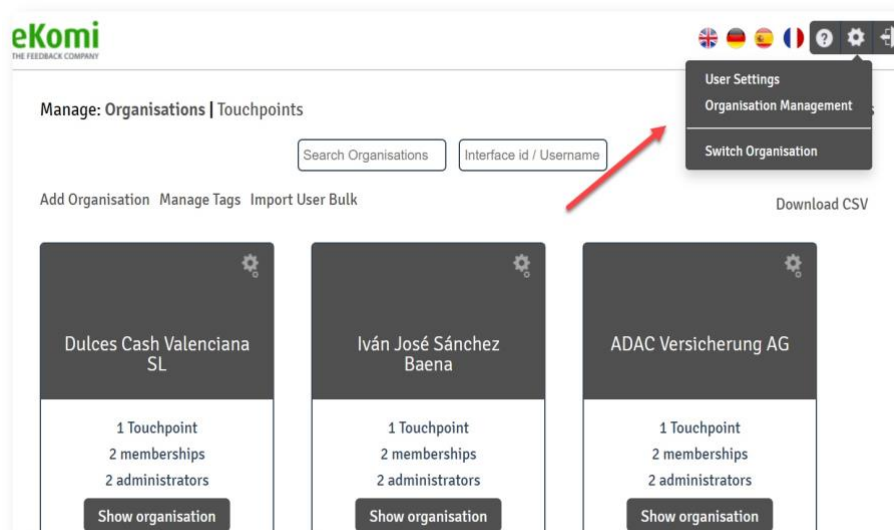 eKomi
THE FEEDBACK COMPANY
User Settings
Organisation Management
Switch Organisation
Manage: Organisations | Touchpoints
Search Organisations
Interface id / Username
Add Organisation Manage Tags Import User Bulk
Download CSV
Dulces Cash Valenciana
SL
1 Touchpoint
2 memberships
2 administrators
Show organisation
Iván José Sánchez
Baena
1 Touchpoint
2 memberships
2 administrators
Show organisation
ADAC Versicherung AG
1 Touchpoint
2 memberships
2 administrators
Show organisation